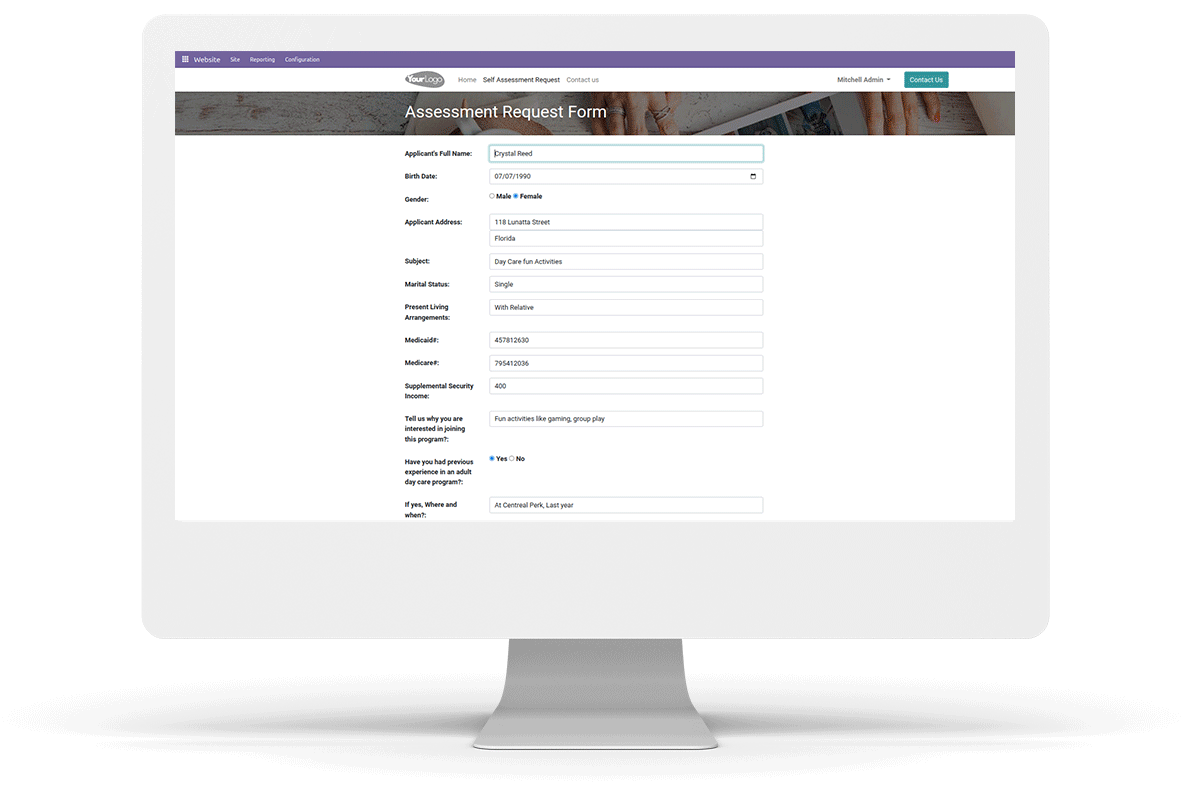 Website Site Reporting Configuration
YourLogo Home Self Assessment Request Contact us Mitchell Admin Contact Us
Assessment Request Form
Applicant's Full Name: Crystal Reed
Birth Date: 07/07/1990
Gender: Male Female
Applicant Address: 118 Lunatta Street
Florida
Subject: Day Care fun Activities
Marital Status: Single
Present Living With Relative
Arrangements:
Medicaid#: 457812630
Medicare#: 795412036
Supplemental Security 400
Income:
Tell us why you are Fun activities like gaming, group play
interested in joining
this program?:
Have you had previous Yes No
experience in an adult
day care program?:
If yes, Where and At Centreal Perk, Last year
when?: